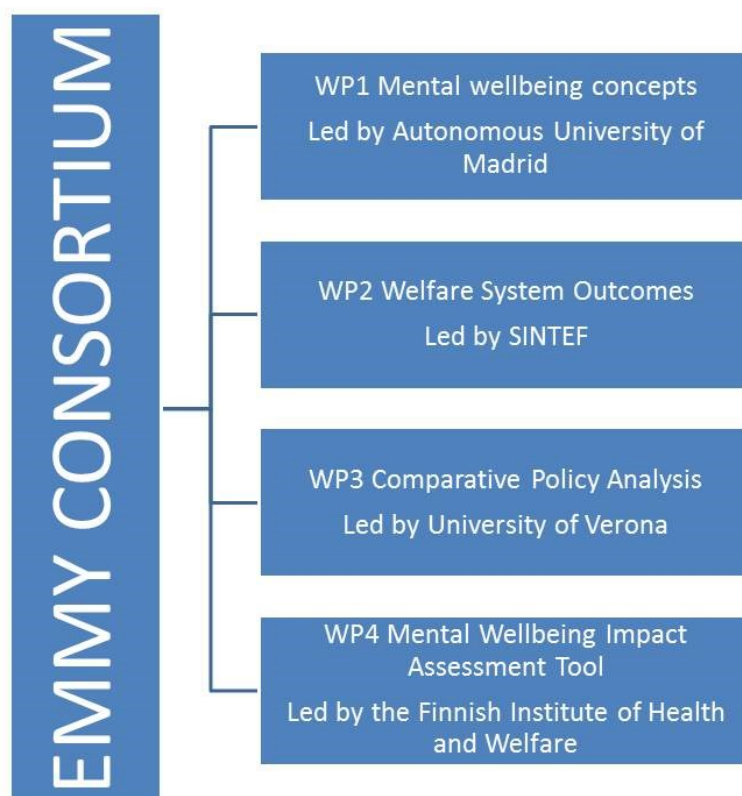 EMMY CONSORTIUM
WP1 Mental wellbeing concepts
Led by Autonomous University of
Madrid
WP2 Welfare System Outcomes
Led by SINTEF
WP3 Comparative Policy Analysis
Led by University of Verona
WP4 Mental Wellbeing Impact
Assessment Tool
Led by the Finnish Institute of Health
and Welfare